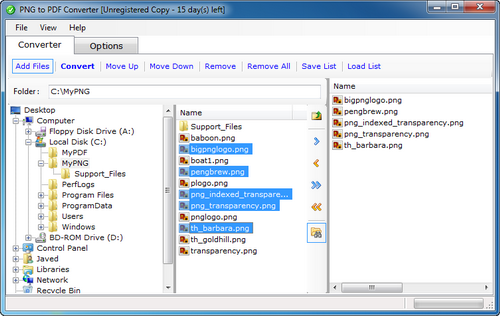 PNG to PDF Converter [Unregistered Copy - 15 day(s) left]
File View Help
Converter Options
Add Files Convert Move Up Move Down Remove Remove All Save List Load List
Folder: C:\MyPNG
Desktop
Computer
Floppy Disk Drive (A:)
Local Disk (C:)
MyPDF
MyPNG
Support_Files
PerfLogs
Program Files
ProgramData
Users
Windows
BD-ROM Drive (D:)
Control Panel
Javed
Libraries
Network
Recycle Bin
Name
Support_Files
baboon.png
bigpnglogo.png
boat1.png
pengbrew.png
plogo.png
png_indexed_transpare...
png_transparency.png
pnglogo.png
th_barbara.png
th_goldhill.png
transparency.png
Name
bigpnglogo.png
pengbrew.png
png_indexed_transparency.png
png_transparency.png
th_barbara.png